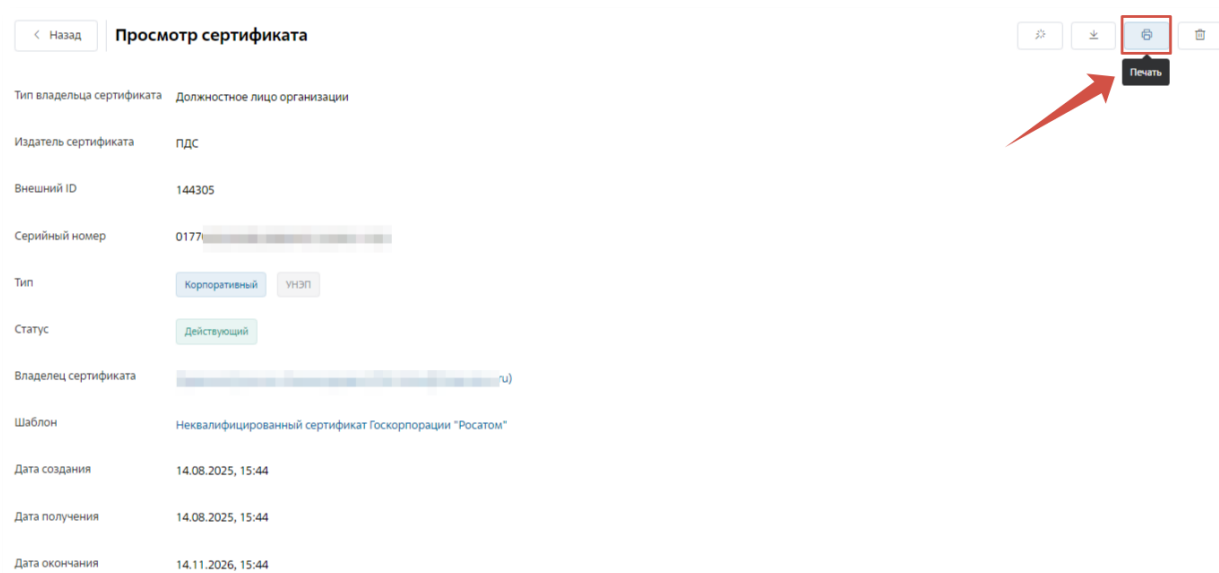 Назад Просмотр сертификата
Печать
Тип владельца сертификата Должностное лицо организации
Издатель сертификата ПДС
Внешний ID 144305
Серийный номер 0177
Тип Корпоративный УНЭП
Статус Действующий
Владелец сертификата ru)
Шаблон Неквалифицированный сертификат Госкорпорации "Росатом"
Дата создания 14.08.2025, 15:44
Дата получения 14.08.2025, 15:44
Дата окончания 14.11.2026, 15:44